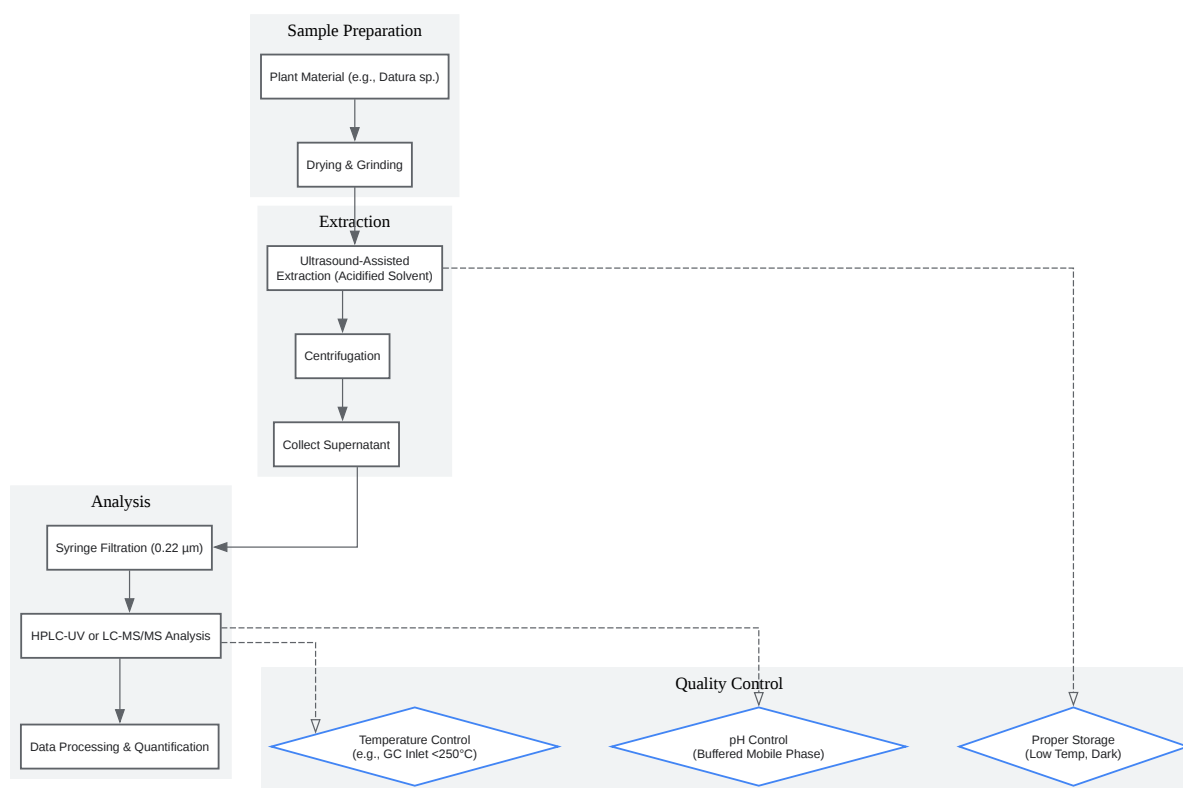 Sample Preparation
Plant Material (e.g., Datura sp.)
Drying & Grinding
Extraction
Ultrasound-Assisted
Extraction (Acidified Solvent)
Centrifugation
Collect Supernatant
Analysis
Syringe Filtration (0.22 µm)
HPLC-UV or LC-MS/MS Analysis
Data Processing & Quantification
Quality Control
Temperature Control
(e.g., GC Inlet <250°C)
pH Control
(Buffered Mobile Phase)
Proper Storage
(Low Temp, Dark)